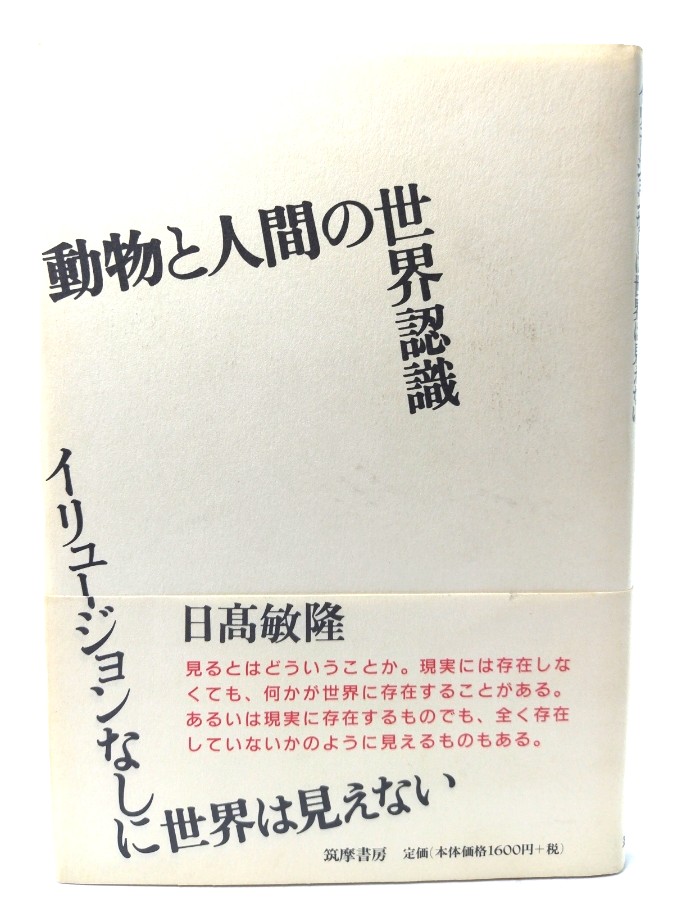 動物と人間の世界認識
イリュージョンなしに世界は見えない
日髙敏隆
見るとはどういうことか。現実には存在しな
くても、何かが世界に存在することがある。
あるいは現実に存在するものでも、全く存在
していないかのように見えるものもある。
筑摩書房 定価(本体価格1600円+税)